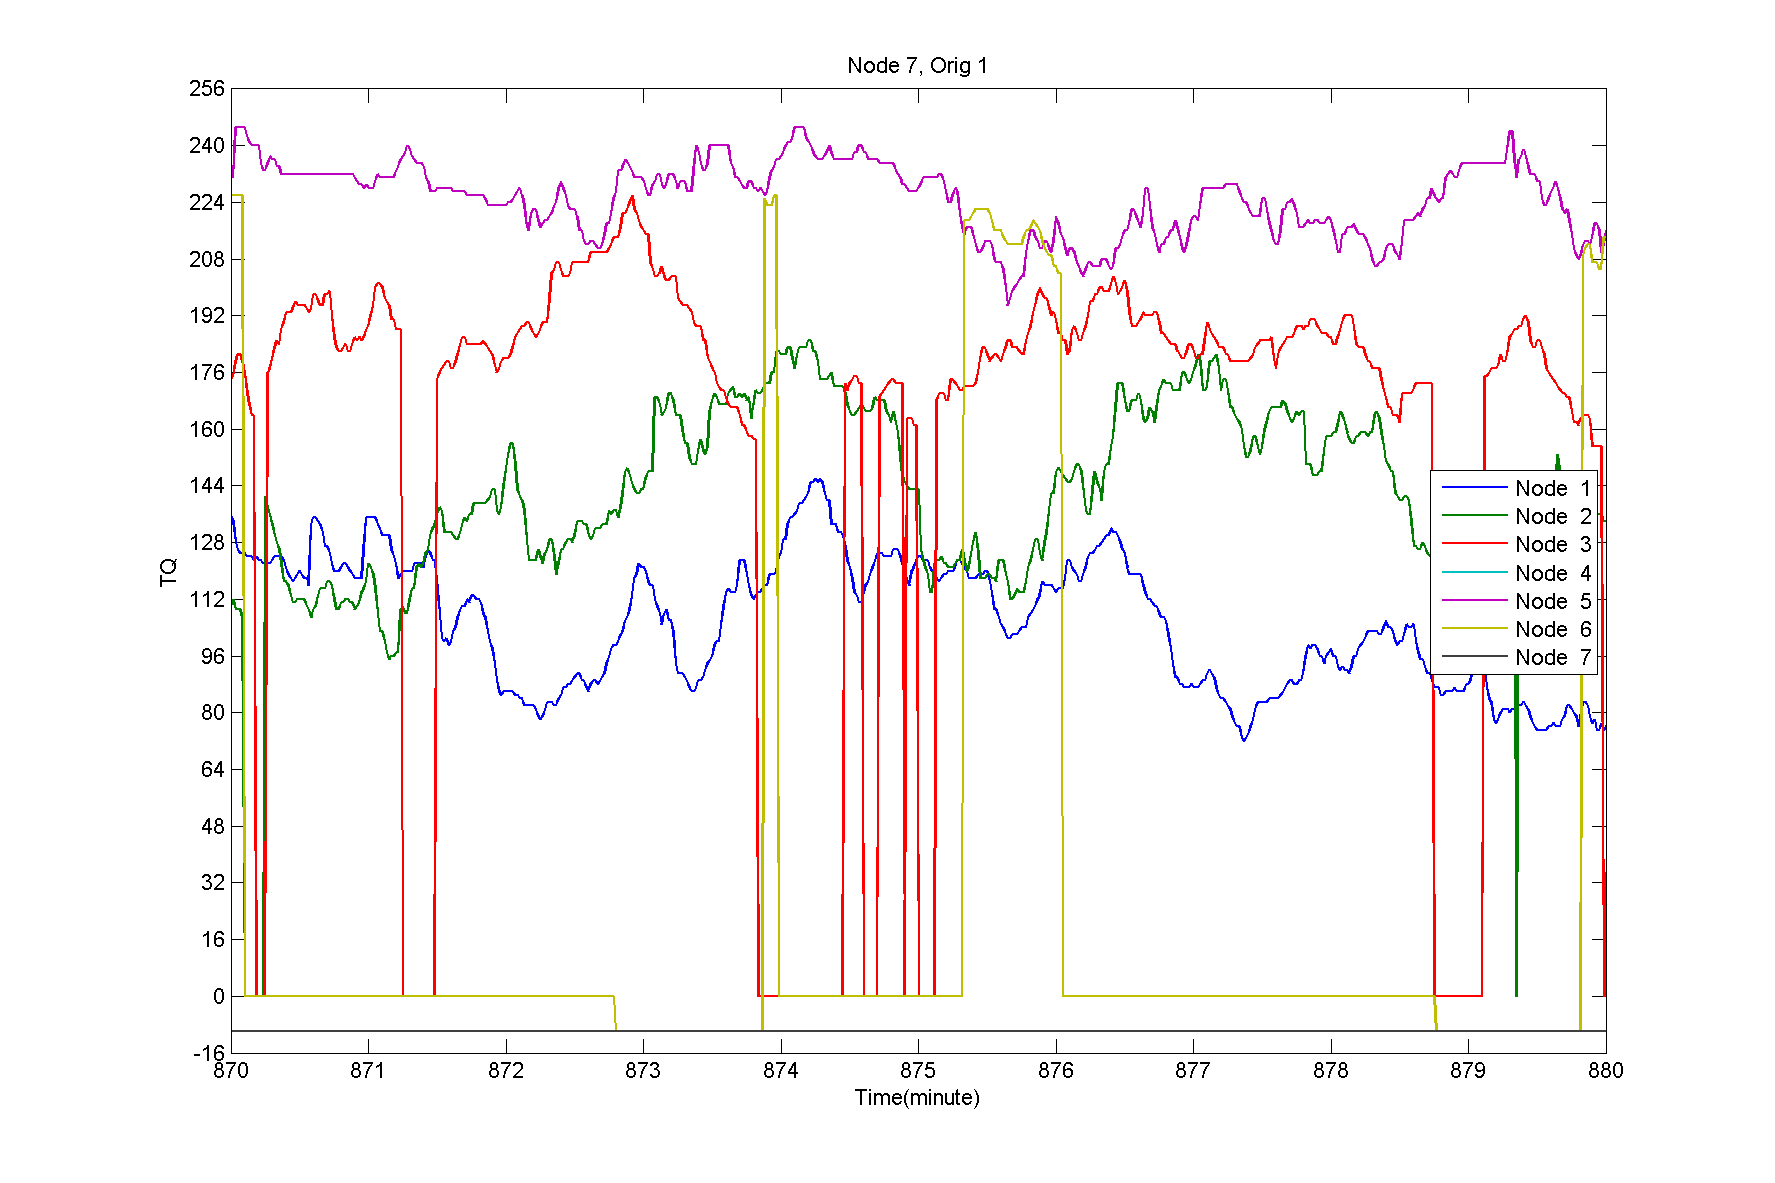 Node 7, Orig 1
256
240
224
208
192
176
160
144
128
112
96
80
64
48
32
16
0
-16
TQ
Node 1
Node 2
Node 3
Node 4
Node 5
Node 6
Node 7
870 871 872 873 874 875 876 877 878 879 880
Time(minute)